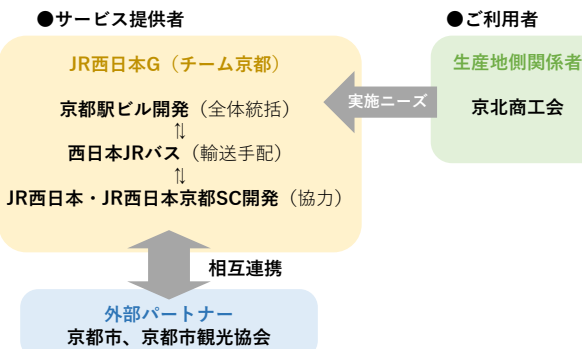 ●サービス提供者
●ご利用者
JR西日本G（チーム京都）
京都駅ビル開発（全体統括）
⇅
西日本JRバス（輸送手配）
⇅
JR西日本・JR西日本京都SC開発（協力）
実施ニーズ
生産地側関係者
京北商工会
相互連携
外部パートナー
京都市、京都市観光協会